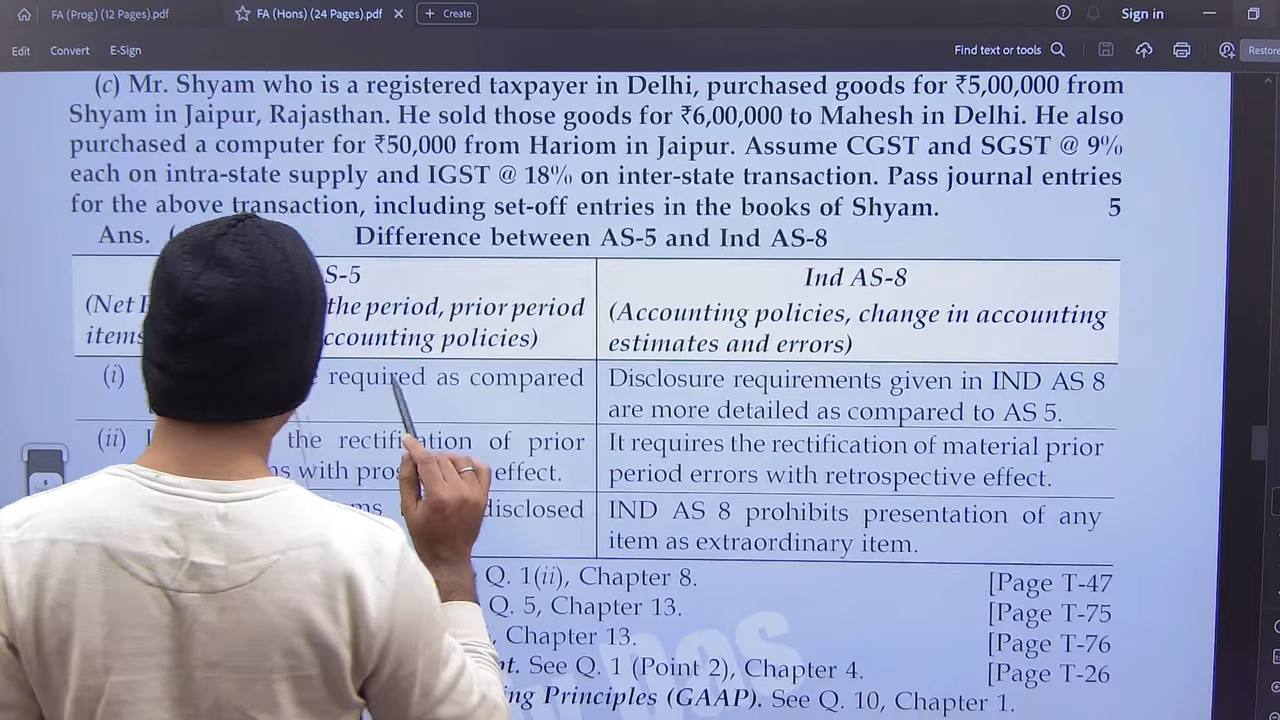 FA (Prog) (12 Pages).pdf
FA (Hons) (24 Pages).pdf
Create
Sign in
Edit
Convert
E-Sign
Find text or tools
Restore
(c) Mr. Shyam who is a registered taxpayer in Delhi, purchased goods for ₹5,00,000 from
Shyam in Jaipur, Rajasthan. He sold those goods for ₹6,00,000 to Mahesh in Delhi. He also
purchased a computer for ₹50,000 from Hariom in Jaipur. Assume CGST and SGST @ 9%
each on intra-state supply and IGST @ 18% on inter-state transaction. Pass journal entries
for the above transaction, including set-off entries in the books of Shyam. 5
Ans. Difference between AS-5 and Ind AS-8
S-5
(Net the period, prior period
items ccounting policies)
Ind AS-8
(Accounting policies, change in accounting
estimates and errors)
(i) required as compared
Disclosure requirements given in IND AS 8
are more detailed as compared to AS 5.
(ii) the rectification of prior
with effect.
It requires the rectification of material prior
period errors with retrospective effect.
disclosed
IND AS 8 prohibits presentation of any
item as extraordinary item.
Q. 1(ii), Chapter 8. [Page T-47
Q. 5, Chapter 13. [Page T-75
, Chapter 13. [Page T-76
See Q. 1 (Point 2), Chapter 4. [Page T-26
Principles (GAAP). See Q. 10, Chapter 1.